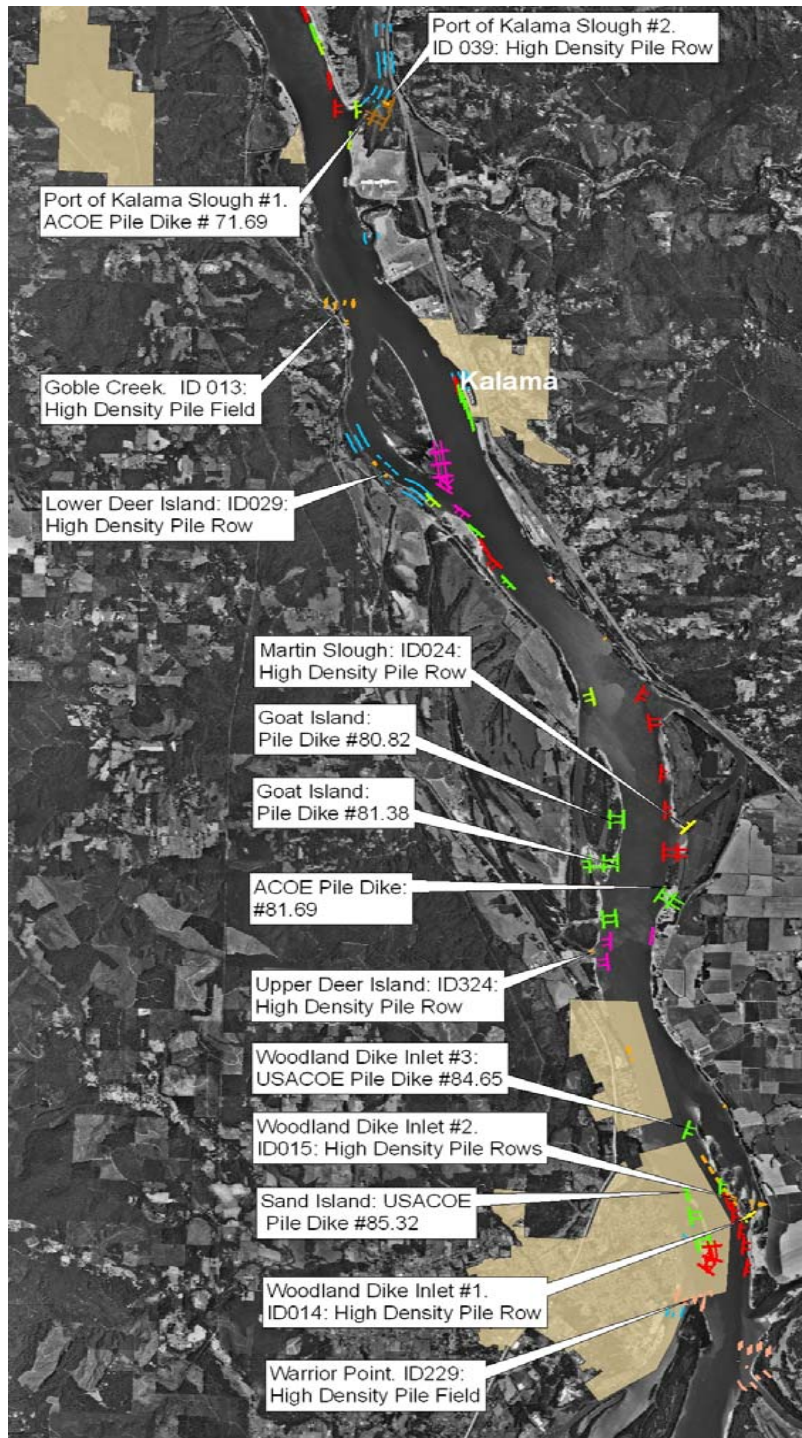 Port of Kalama Slough #2.
ID 039: High Density Pile Row
Port of Kalama Slough #1.
ACOE Pile Dike # 71.69
Goble Creek. ID 013:
High Density Pile Field
Kalama
Lower Deer Island: ID029:
High Density Pile Row
Martin Slough: ID024:
High Density Pile Row
Goat Island:
Pile Dike #80.82
Goat Island:
Pile Dike #81.38
ACOE Pile Dike:
#81.69
Upper Deer Island: ID324:
High Density Pile Row
Woodland Dike Inlet #3:
USACOE Pile Dike #84.65
Woodland Dike Inlet #2.
ID015: High Density Pile Rows
Sand Island: USACOE
Pile Dike #85.32
Woodland Dike Inlet #1.
ID014: High Density Pile Row
Warrior Point. ID229:
High Density Pile Field